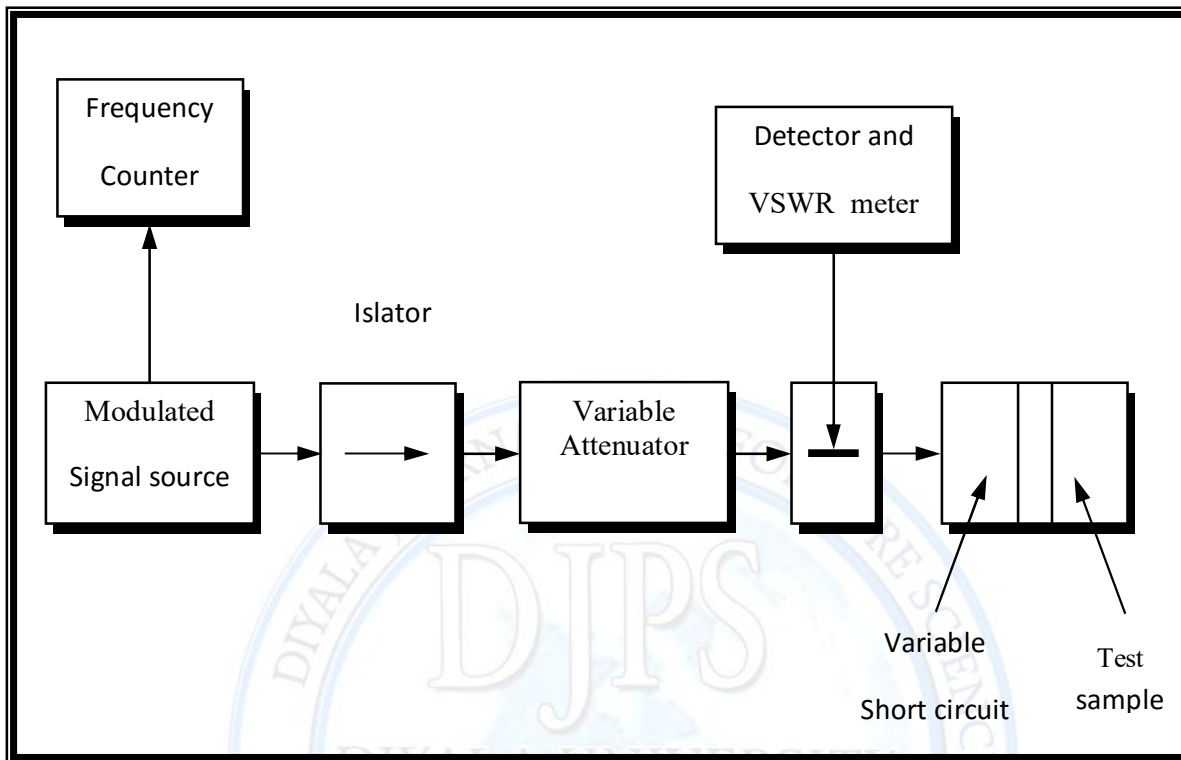 Frequency
Counter
Detector and
VSWR meter
Islator
Modulated
Signal source
Variable
Attenuator
Variable
Short circuit
Test
sample
DJPS